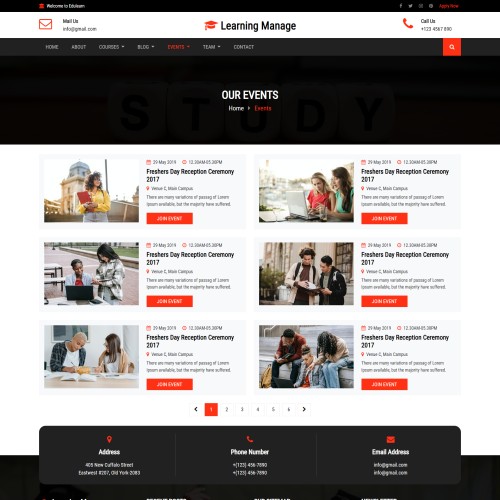 Welcome to Edulearn
Apply Now
Mail Us
info@gmail.com
Learning Manage
Call Us
+123 4567 890
HOME ABOUT COURSES BLOG EVENTS TEAM CONTACT
STUDY
OUR EVENTS
Home Events
29 May 2019 12.30AM-05.30PM
Freshers Day Reception Ceremony
2017
Venue C, Main Campus
There are many variations of passag of Lorem
Ipsum available, but the majority have suffered.
JOIN EVENT
29 May 2019 10.30AM-05.30PM
Freshers Day Reception Ceremony
2017
Venue C, Main Campus
There are many variations of passag of Lorem
Ipsum available, but the majority have suffered.
JOIN EVENT
29 May 2019 12.30AM-05.30PM
Freshers Day Reception Ceremony
2017
Venue C, Main Campus
There are many variations of passag of Lorem
Ipsum available, but the majority have suffered.
JOIN EVENT
29 May 2019 12.30AM-05.30PM
Freshers Day Reception Ceremony
2017
Venue C, Main Campus
There are many variations of passag of Lorem
Ipsum available, but the majority have suffered.
JOIN EVENT
29 May 2019 12.30AM-05.30PM
Freshers Day Reception Ceremony
2017
Venue C, Main Campus
There are many variations of passag of Lorem
Ipsum available, but the majority have suffered.
JOIN EVENT
29 May 2019 12.30AM-05.30PM
Freshers Day Reception Ceremony
2017
Venue C, Main Campus
There are many variations of passag of Lorem
Ipsum available, but the majority have suffered.
JOIN EVENT
1 2 3 4 5 6
Address
405 New Cuffalo Street
Eastwest #207, Old York-2083
Phone Number
+(123) 456-7890
+(123) 456-7890
Email Address
info@gmail.com
info@gmail.com